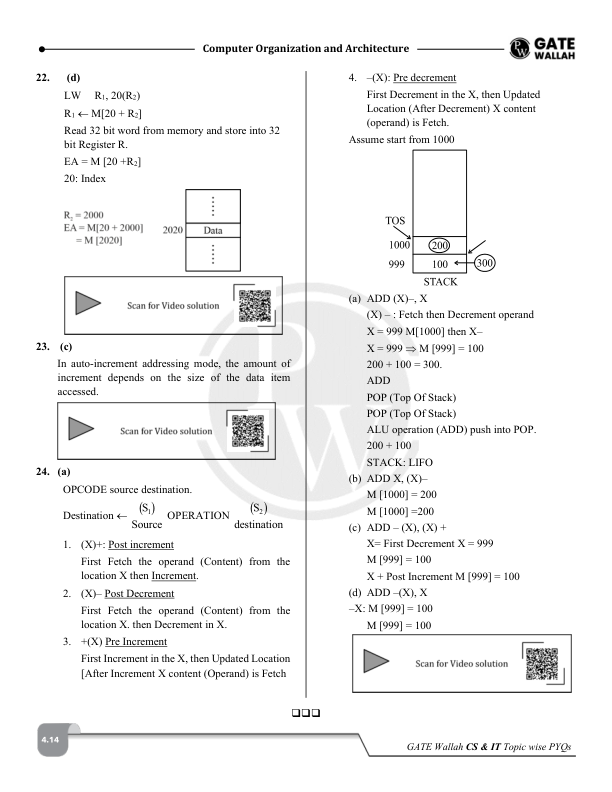 Computer Organization and Architecture
GATE
WALLAH
22. (d)
LW R1, 20(R2)
R1 ← M[20 + R2]
Read 32 bit word from memory and store into 32
bit Register R.
EA = M [20 +R2]
20: Index
R2 = 2000
EA = M[20 + 2000]
= M [2020]
2020 Data
Scan for Video solution
23. (c)
In auto-increment addressing mode, the amount of
increment depends on the size of the data item
accessed.
Scan for Video solution
24. (a)
OPCODE source destination.
Destination ← (S1) Source OPERATION (S2) destination
1. (X)+: Post increment
First Fetch the operand (Content) from the
location X then Increment.
2. (X)– Post Decrement
First Fetch the operand (Content) from the
location X. then Decrement in X.
3. +(X) Pre Increment
First Increment in the X, then Updated Location
[After Increment X content (Operand) is Fetch
4. –(X): Pre decrement
First Decrement in the X, then Updated
Location (After Decrement) X content
(operand) is Fetch.
Assume start from 1000
TOS
1000 200
999 100 300
STACK
(a) ADD (X)–, X
(X) – : Fetch then Decrement operand
X = 999 M[1000] then X–
X = 999 ⇒ M [999] = 100
200 + 100 = 300.
ADD
POP (Top Of Stack)
POP (Top Of Stack)
ALU operation (ADD) push into POP.
200 + 100
STACK: LIFO
(b) ADD X, (X)–
M [1000] = 200
M [1000] =200
(c) ADD – (X), (X) +
X= First Decrement X = 999
M [999] = 100
X + Post Increment M [999] = 100
(d) ADD –(X), X
–X: M [999] = 100
M [999] = 100
Scan for Video solution
❑❑❑
4.14
GATE Wallah CS & IT Topic wise PYQs